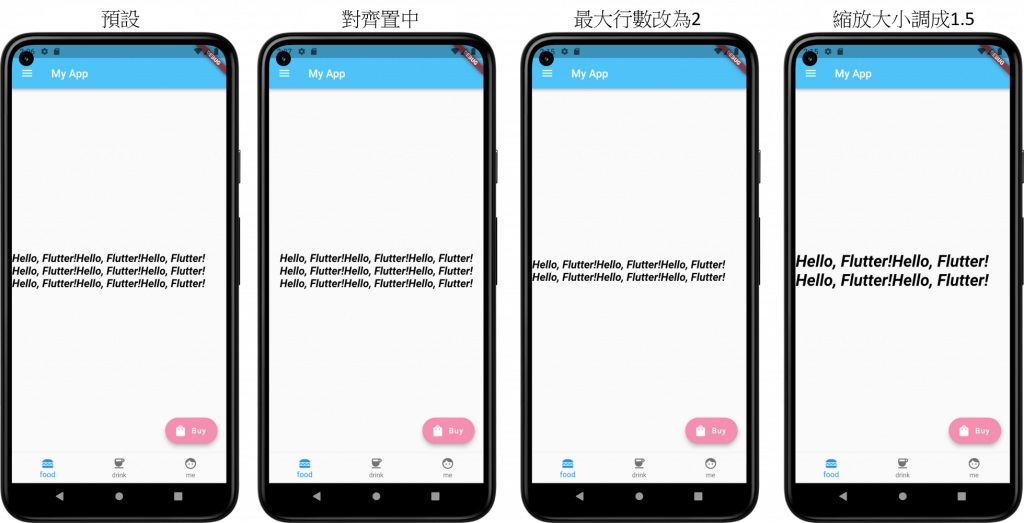 預設
My App
Hello, Flutter!Hello, Flutter!Hello, Flutter!
Hello, Flutter!Hello, Flutter!Hello, Flutter!
Hello, Flutter!Hello, Flutter!Hello, Flutter!
Buy
food
drink
me
對齊置中
My App
Hello, Flutter!Hello, Flutter!Hello, Flutter!
Hello, Flutter!Hello, Flutter!Hello, Flutter!
Hello, Flutter!Hello, Flutter!Hello, Flutter!
Buy
food
drink
me
最大行數改為2
My App
Hello, Flutter!Hello, Flutter!Hello, Flutter!
Hello, Flutter!Hello, Flutter!Hello, Flutter!
Buy
food
drink
me
縮放大小調成1.5
My App
Hello, Flutter!Hello, Flutter!
Hello, Flutter!Hello, Flutter!
Buy
food
drink
me